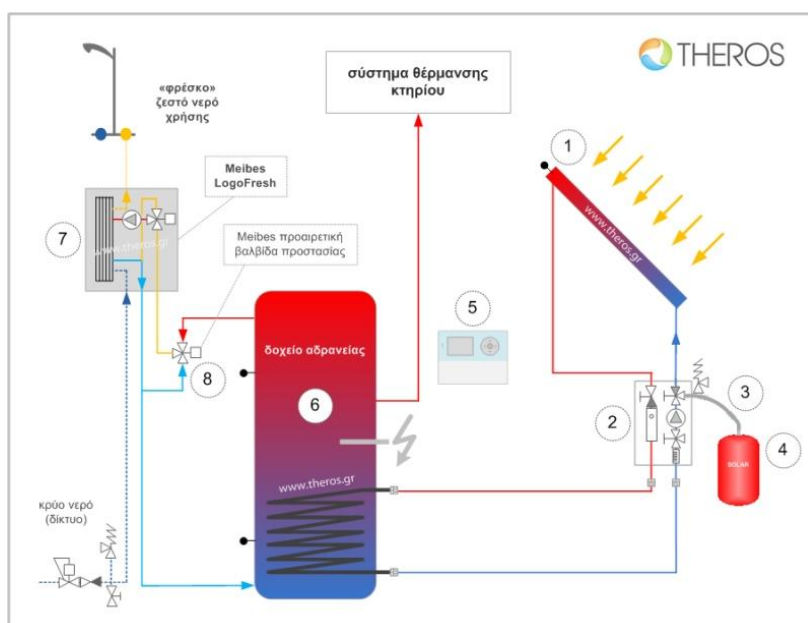 THEROS
«φρέσκο»
ζεστό νερό
χρήσης
σύστημα θέρμανσης
κτηρίου
1
Meibes
LogoFresh
7
www.theros.gr
www.theros.gr
Meibes προαιρετική
βαλβίδα προστασίας
5
δοχείο αδρανείας
8
6
2
3
4
SOLAR
www.theros.gr
κρύο νερό
(δίκτυο)